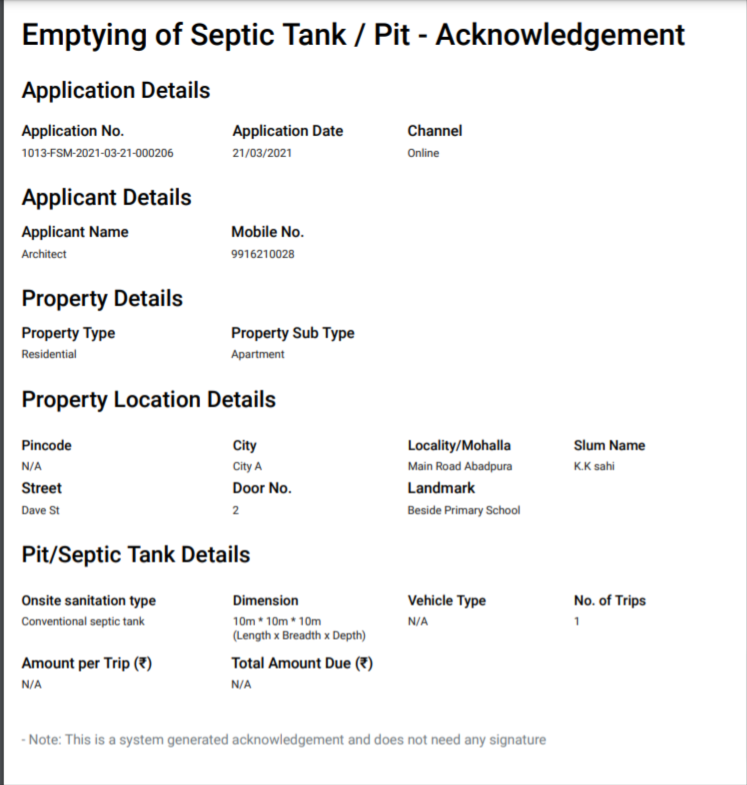 Emptying of Septic Tank / Pit - Acknowledgement
Application Details
Application No. Application Date Channel
1013-FSM-2021-03-21-000206 21/03/2021 Online
Applicant Details
Applicant Name Mobile No.
Architect 9916210028
Property Details
Property Type Property Sub Type
Residential Apartment
Property Location Details
Pincode City Locality/Mohalla Slum Name
N/A City A Main Road Abadpura K.K sahi
Street Door No. Landmark
Dave St 2 Beside Primary School
Pit/Septic Tank Details
Onsite sanitation type Dimension Vehicle Type No. of Trips
Conventional septic tank 10m * 10m * 10m N/A 1
(Length x Breadth x Depth)
Amount per Trip (₹) Total Amount Due (₹)
N/A N/A
- Note: This is a system generated acknowledgement and does not need any signature